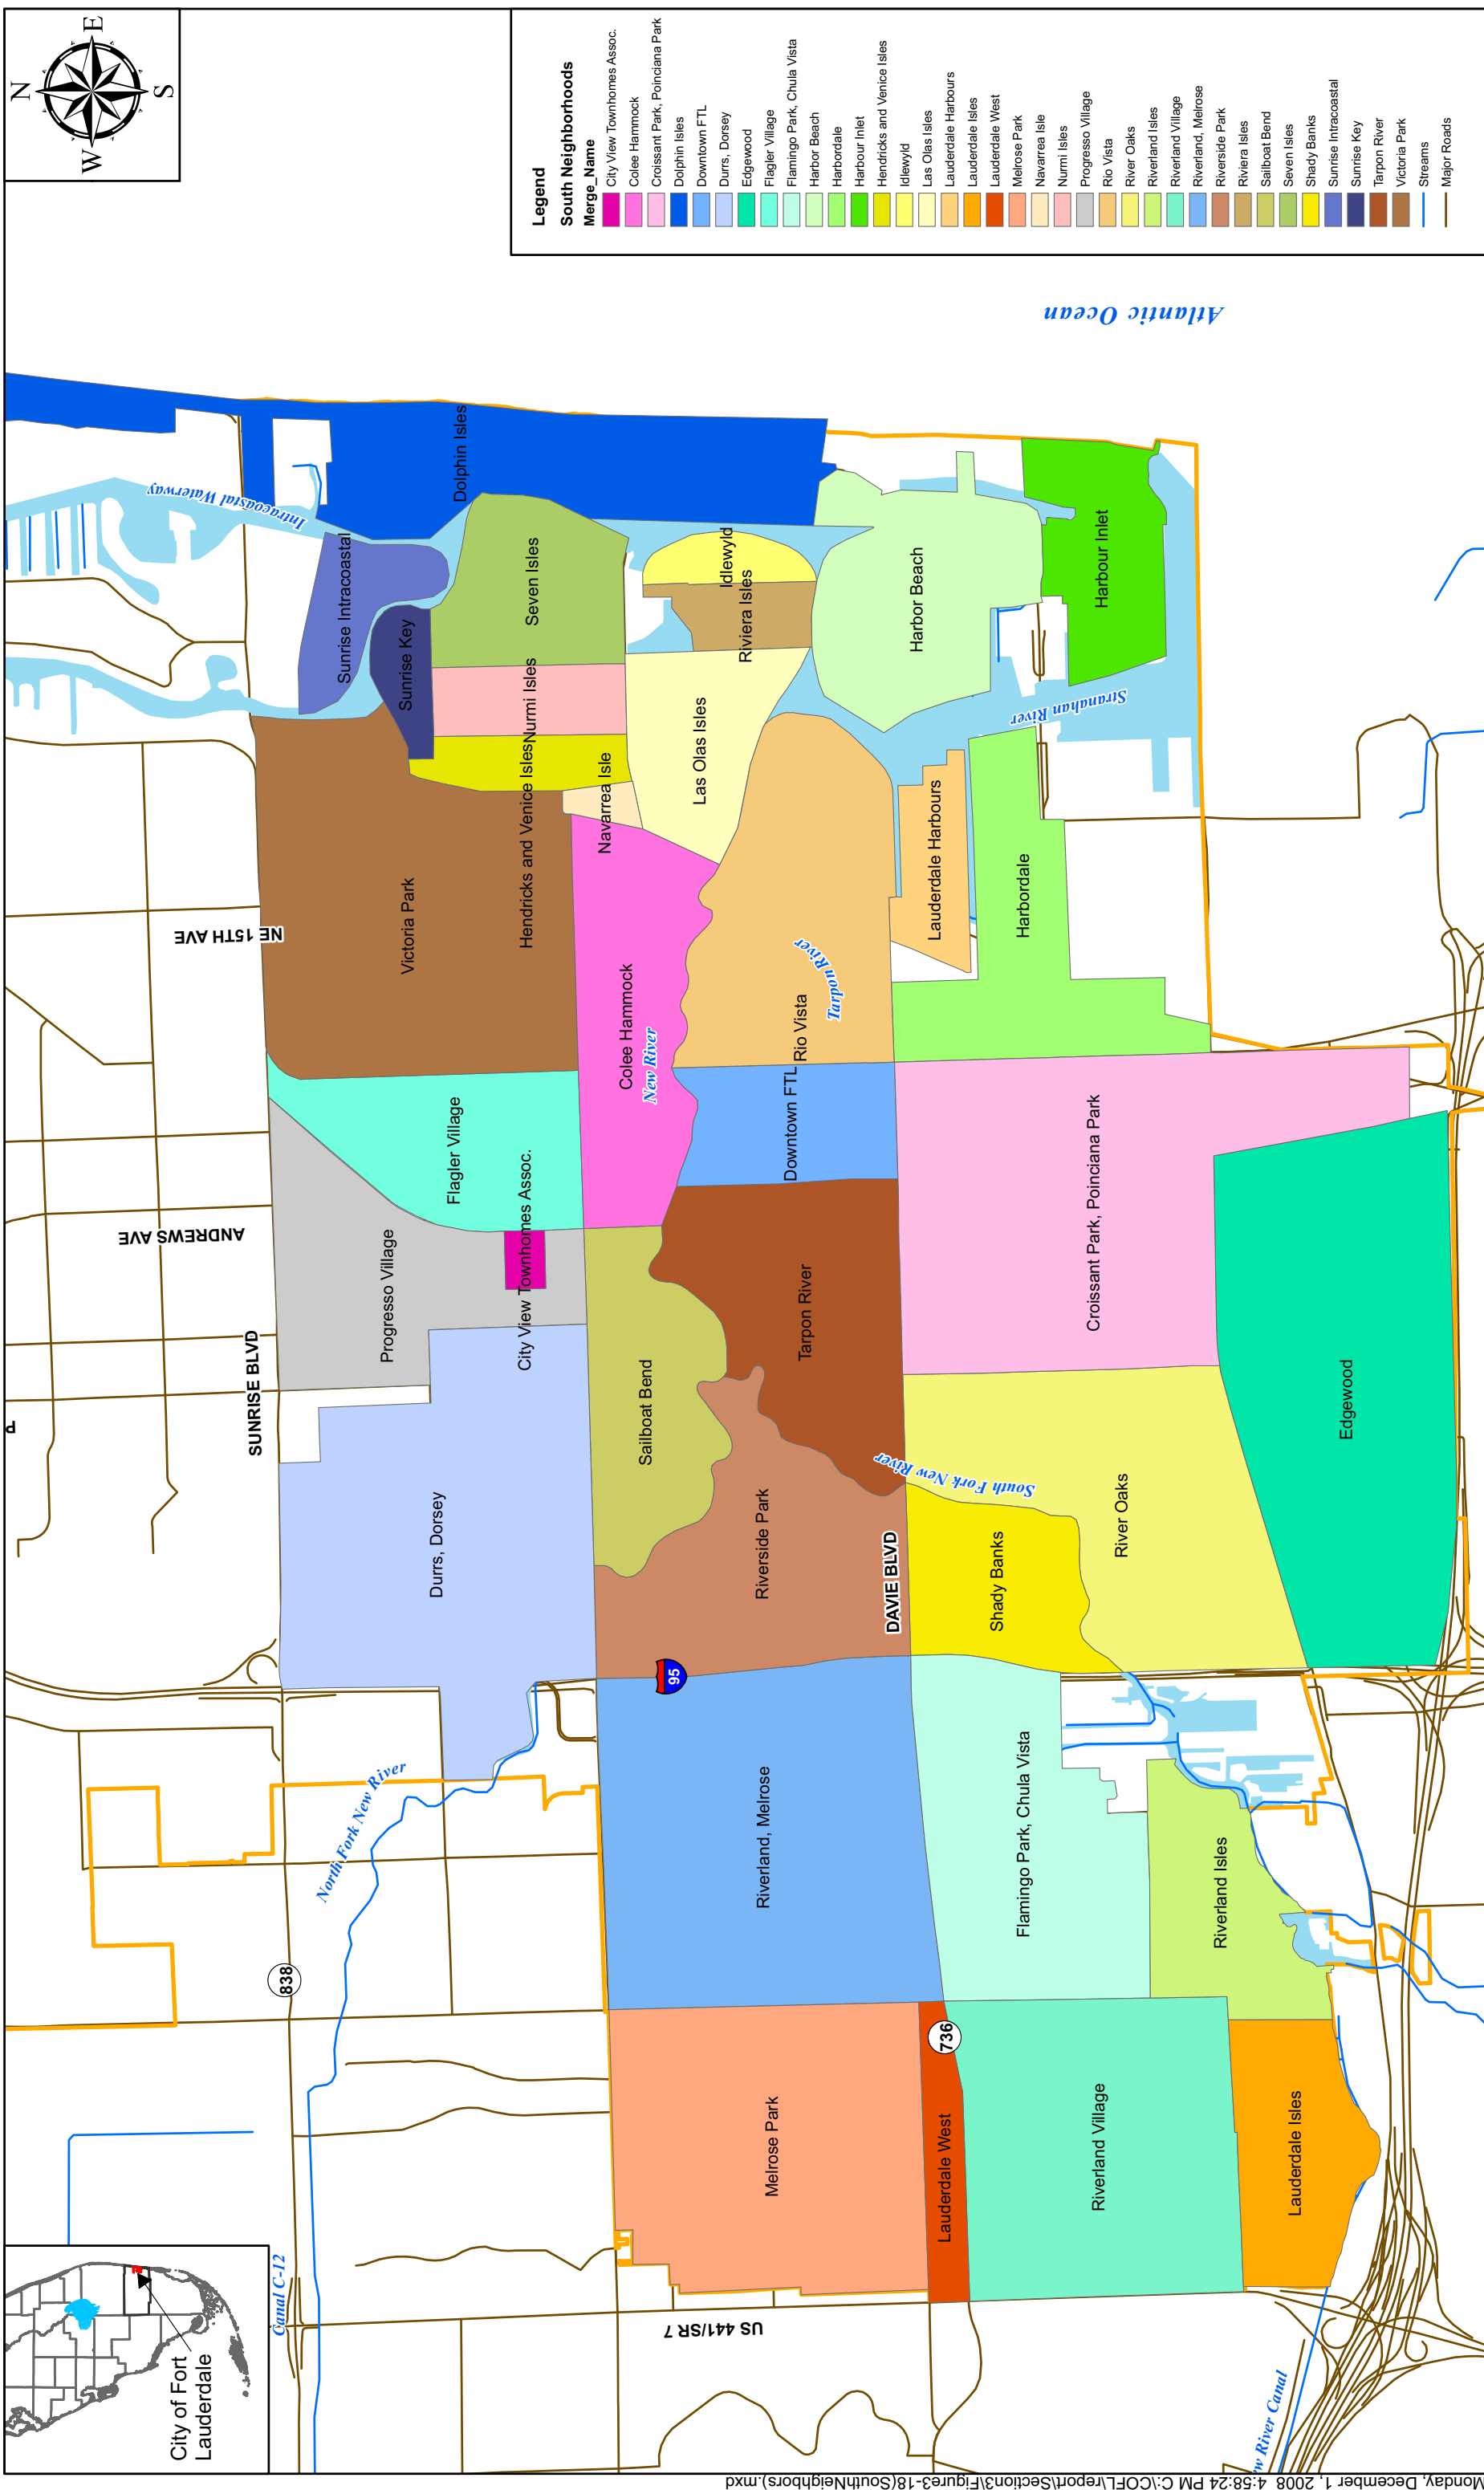 N
W
E
S
Legend
South Neighborhoods
Merge_Name
City View Townhomes Assoc.
Colee Hammock
Croissant Park, Poinciana Park
Dolphin Isles
Downtown FTL
Durrs, Dorsey
Edgewood
Flagler Village
Flamingo Park, Chula Vista
Harbor Beach
Harbordale
Harbour Inlet
Hendricks and Venice Isles
Idlewyld
Las Olas Isles
Lauderdale Harbours
Lauderdale Isles
Lauderdale West
Melrose Park
Navarrea Isle
Nurmi Isles
Progresso Village
Rio Vista
River Oaks
Riverland Isles
Riverland Village
Riverland, Melrose
Riverside Park
Riviera Isles
Sailboat Bend
Seven Isles
Shady Banks
Sunrise Intracoastal
Sunrise Key
Tarpon River
Victoria Park
Streams
Major Roads
Atlantic Ocean
Intracoastal Waterway
Dolphin Isles
Sunrise Intracoastal
Sunrise Key
Seven Isles
Nurmi Isles
Hendricks and Venice Isles
Navarrea Isle
Idlewyld
Riviera Isles
Las Olas Isles
Harbor Beach
Harbour Inlet
Stranahan River
Lauderdale Harbours
Harbordale
Victoria Park
NE 15TH AVE
Colee Hammock
New River
Rio Vista
Tarpon River
Downtown FTL
Flagler Village
ANDREWS AVE
Progresso Village
City View Townhomes Assoc.
SUNRISE BLVD
P
Sailboat Bend
Tarpon River
Croissant Park, Poinciana Park
Edgewood
Durrs, Dorsey
Riverside Park
South Fork New River
DAVIE BLVD
Shady Banks
River Oaks
95
North Fork New River
838
Riverland, Melrose
Flamingo Park, Chula Vista
Riverland Isles
Melrose Park
736
Lauderdale West
Riverland Village
Lauderdale Isles
US 441/SR 7
Canal C-12
City of Fort
Lauderdale
w River Canal
Monday, December 1, 2008 4:58:24 PM C:\COFL\report\Section3\Figure3-18(SouthNeighbors).mxd